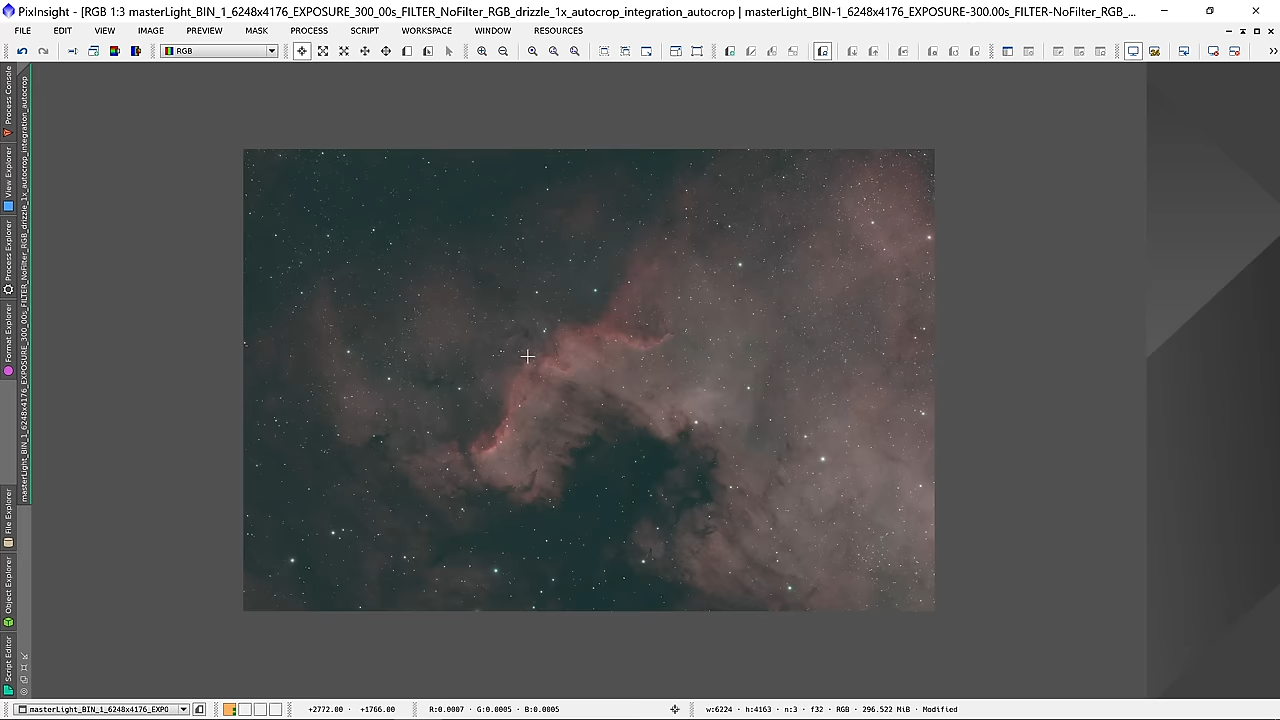 PixInsight - [RGB 1:3 masterLight_BIN_1_6248x4176_EXPOSURE_300_00s_FILTER_NoFilter_RGB_drizzle_1x_autocrop_integration_autocrop | masterLight_BIN-1_6248x4176_EXPOSURE-300.00s_FILTER-NoFilter_RGB_...
FILE EDIT VIEW IMAGE PREVIEW MASK PROCESS SCRIPT WORKSPACE WINDOW RESOURCES
RGB
Process Console
View Explorer
Process Explorer
Format Explorer
File Explorer
Object Explorer
Script Editor
masterLight_BIN_1_6248x4176_EXPOSURE_300_00s_FILTER_NoFilter_RGB_drizzle_1x_autocrop_integration_autocrop
masterLight_BIN_1_6248x4176_EXPO
+2772.00 +1766.00 R:0.0007 · G:0.0005 · B:0.0005 w:6224 · h:4163 · n:3 · f32 · RGB · 296.522 MiB · Modified